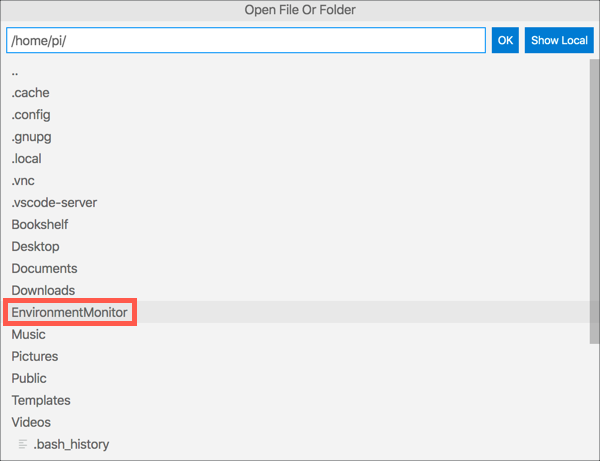 Open File Or Folder
/home/pi/ OK Show Local
..
.cache
.config
.gnupg
.local
.vnc
.vscode-server
Bookshelf
Desktop
Documents
Downloads
EnvironmentMonitor
Music
Pictures
Public
Templates
Videos
.bash_history